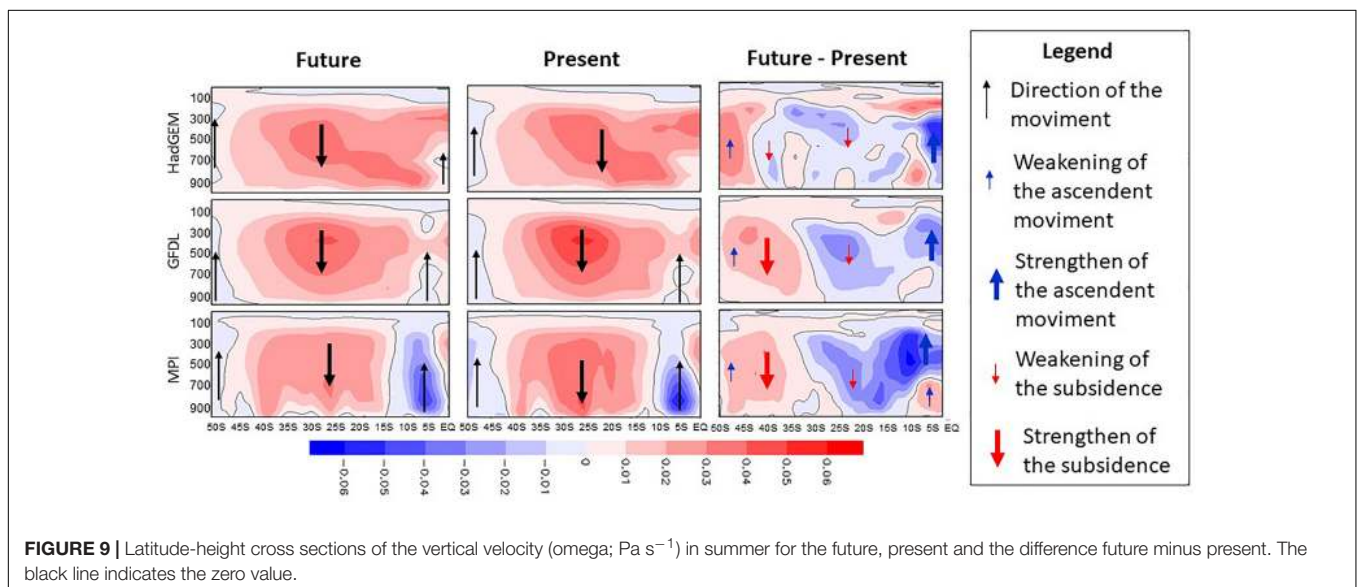 Future
Present
Future - Present
HadGEM
100
300
500
700
900
GFDL
100
300
500
700
900
MPI
100
300
500
700
900
50S 45S 40S 35S 30S 25S 20S 15S 10S 5S EQ
50S 45S 40S 35S 30S 25S 20S 15S 10S 5S EQ
50S 45S 40S 35S 30S 25S 20S 15S 10S 5S EQ
-0.06 -0.05 -0.04 -0.03 -0.02 -0.01 0 0.01 0.02 0.03 0.04 0.05 0.06
Legend
Direction of the
movement
Weakening of
the ascendent
moviment
Strengthen of
the ascendent
movement
Weakening of
the subsidence
Strengthen of
the subsidence
FIGURE 9 | Latitude-height cross sections of the vertical velocity (omega; Pa s⁻¹) in summer for the future, present and the difference future minus present. The
black line indicates the zero value.